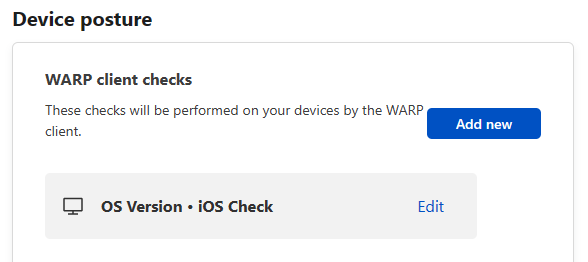 Device posture
WARP client checks
These checks will be performed on your devices by the WARP
client.
Add new
OS Version • iOS Check
Edit